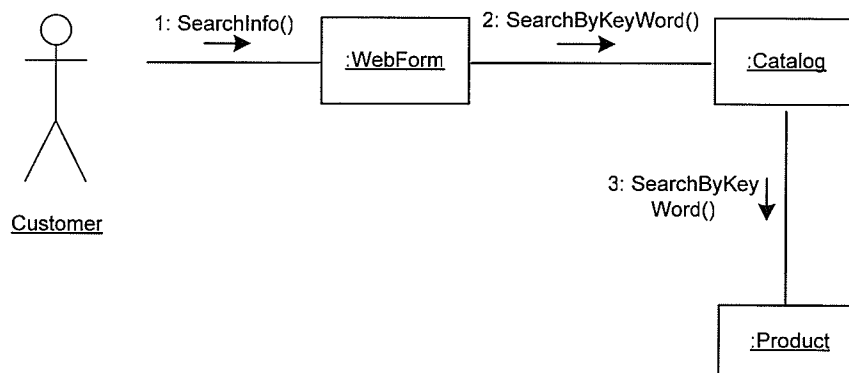 1: SearchInfo()
2: SearchByKeyWord()
:WebForm
:Catalog
3: SearchByKey
Word()
Customer
:Product